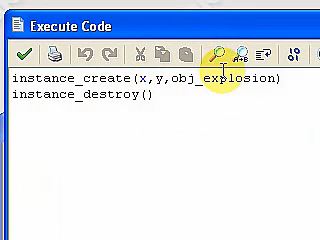 Execute Code
A+B
instance_create(x,y,obj_explosion)
instance_destroy()